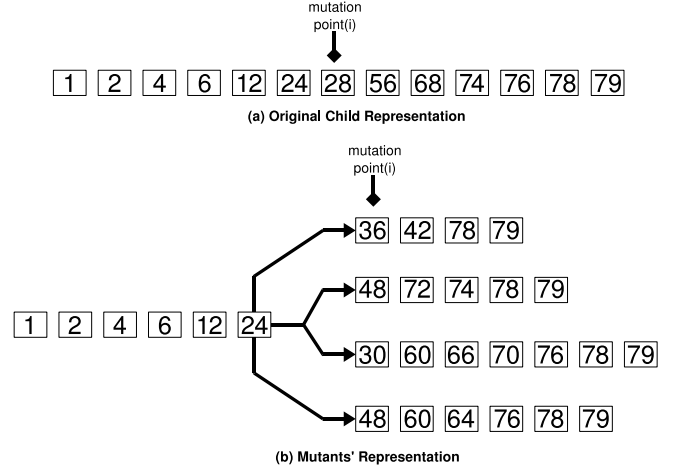 mutation
point(i)
1 2 4 6 12 24 28 56 68 74 76 78 79
(a) Original Child Representation
mutation
point(i)
36 42 78 79
48 72 74 78 79
1 2 4 6 12 24
30 60 66 70 76 78 79
48 60 64 76 78 79
(b) Mutants' Representation